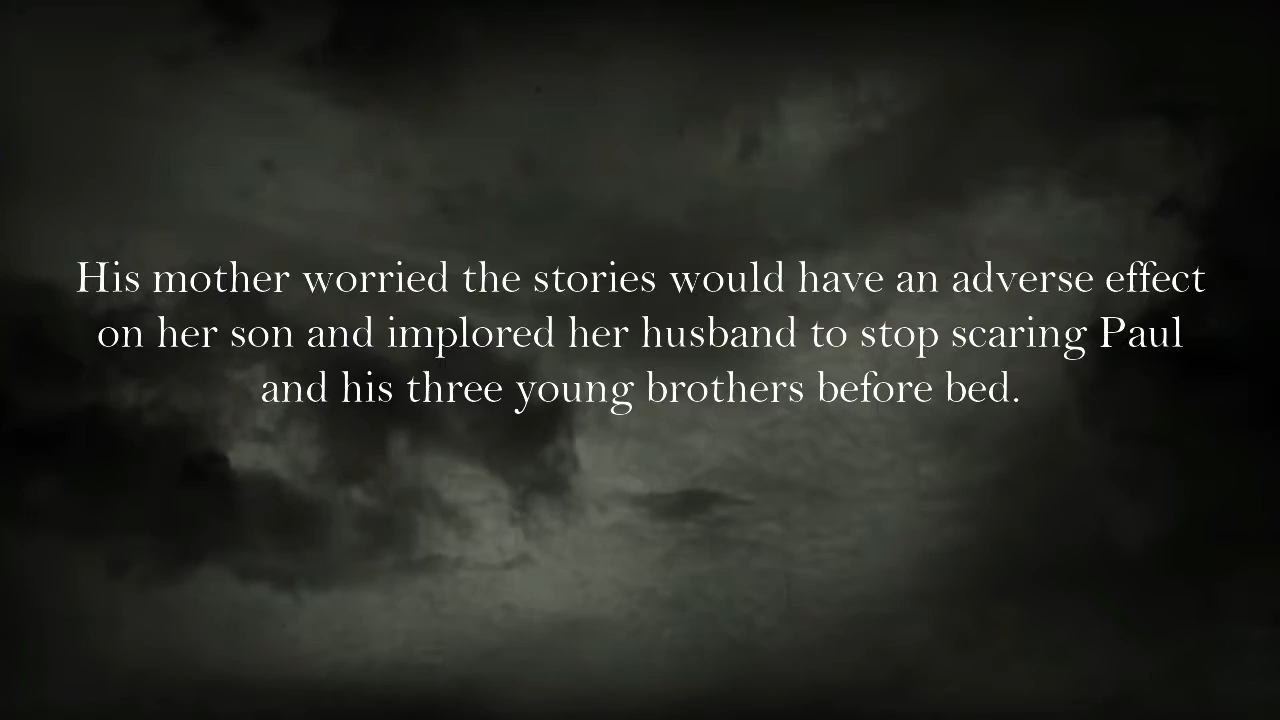 His mother worried the stories would have an adverse effect
on her son and implored her husband to stop scaring Paul
and his three young brothers before bed.